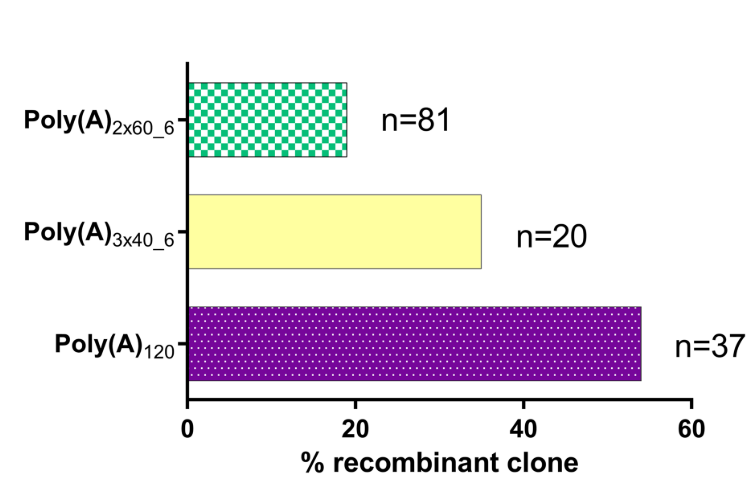 Poly(A)2x60_6
n=81
Poly(A)3x40_6
n=20
Poly(A)120
n=37
0 20 40 60
% recombinant clone